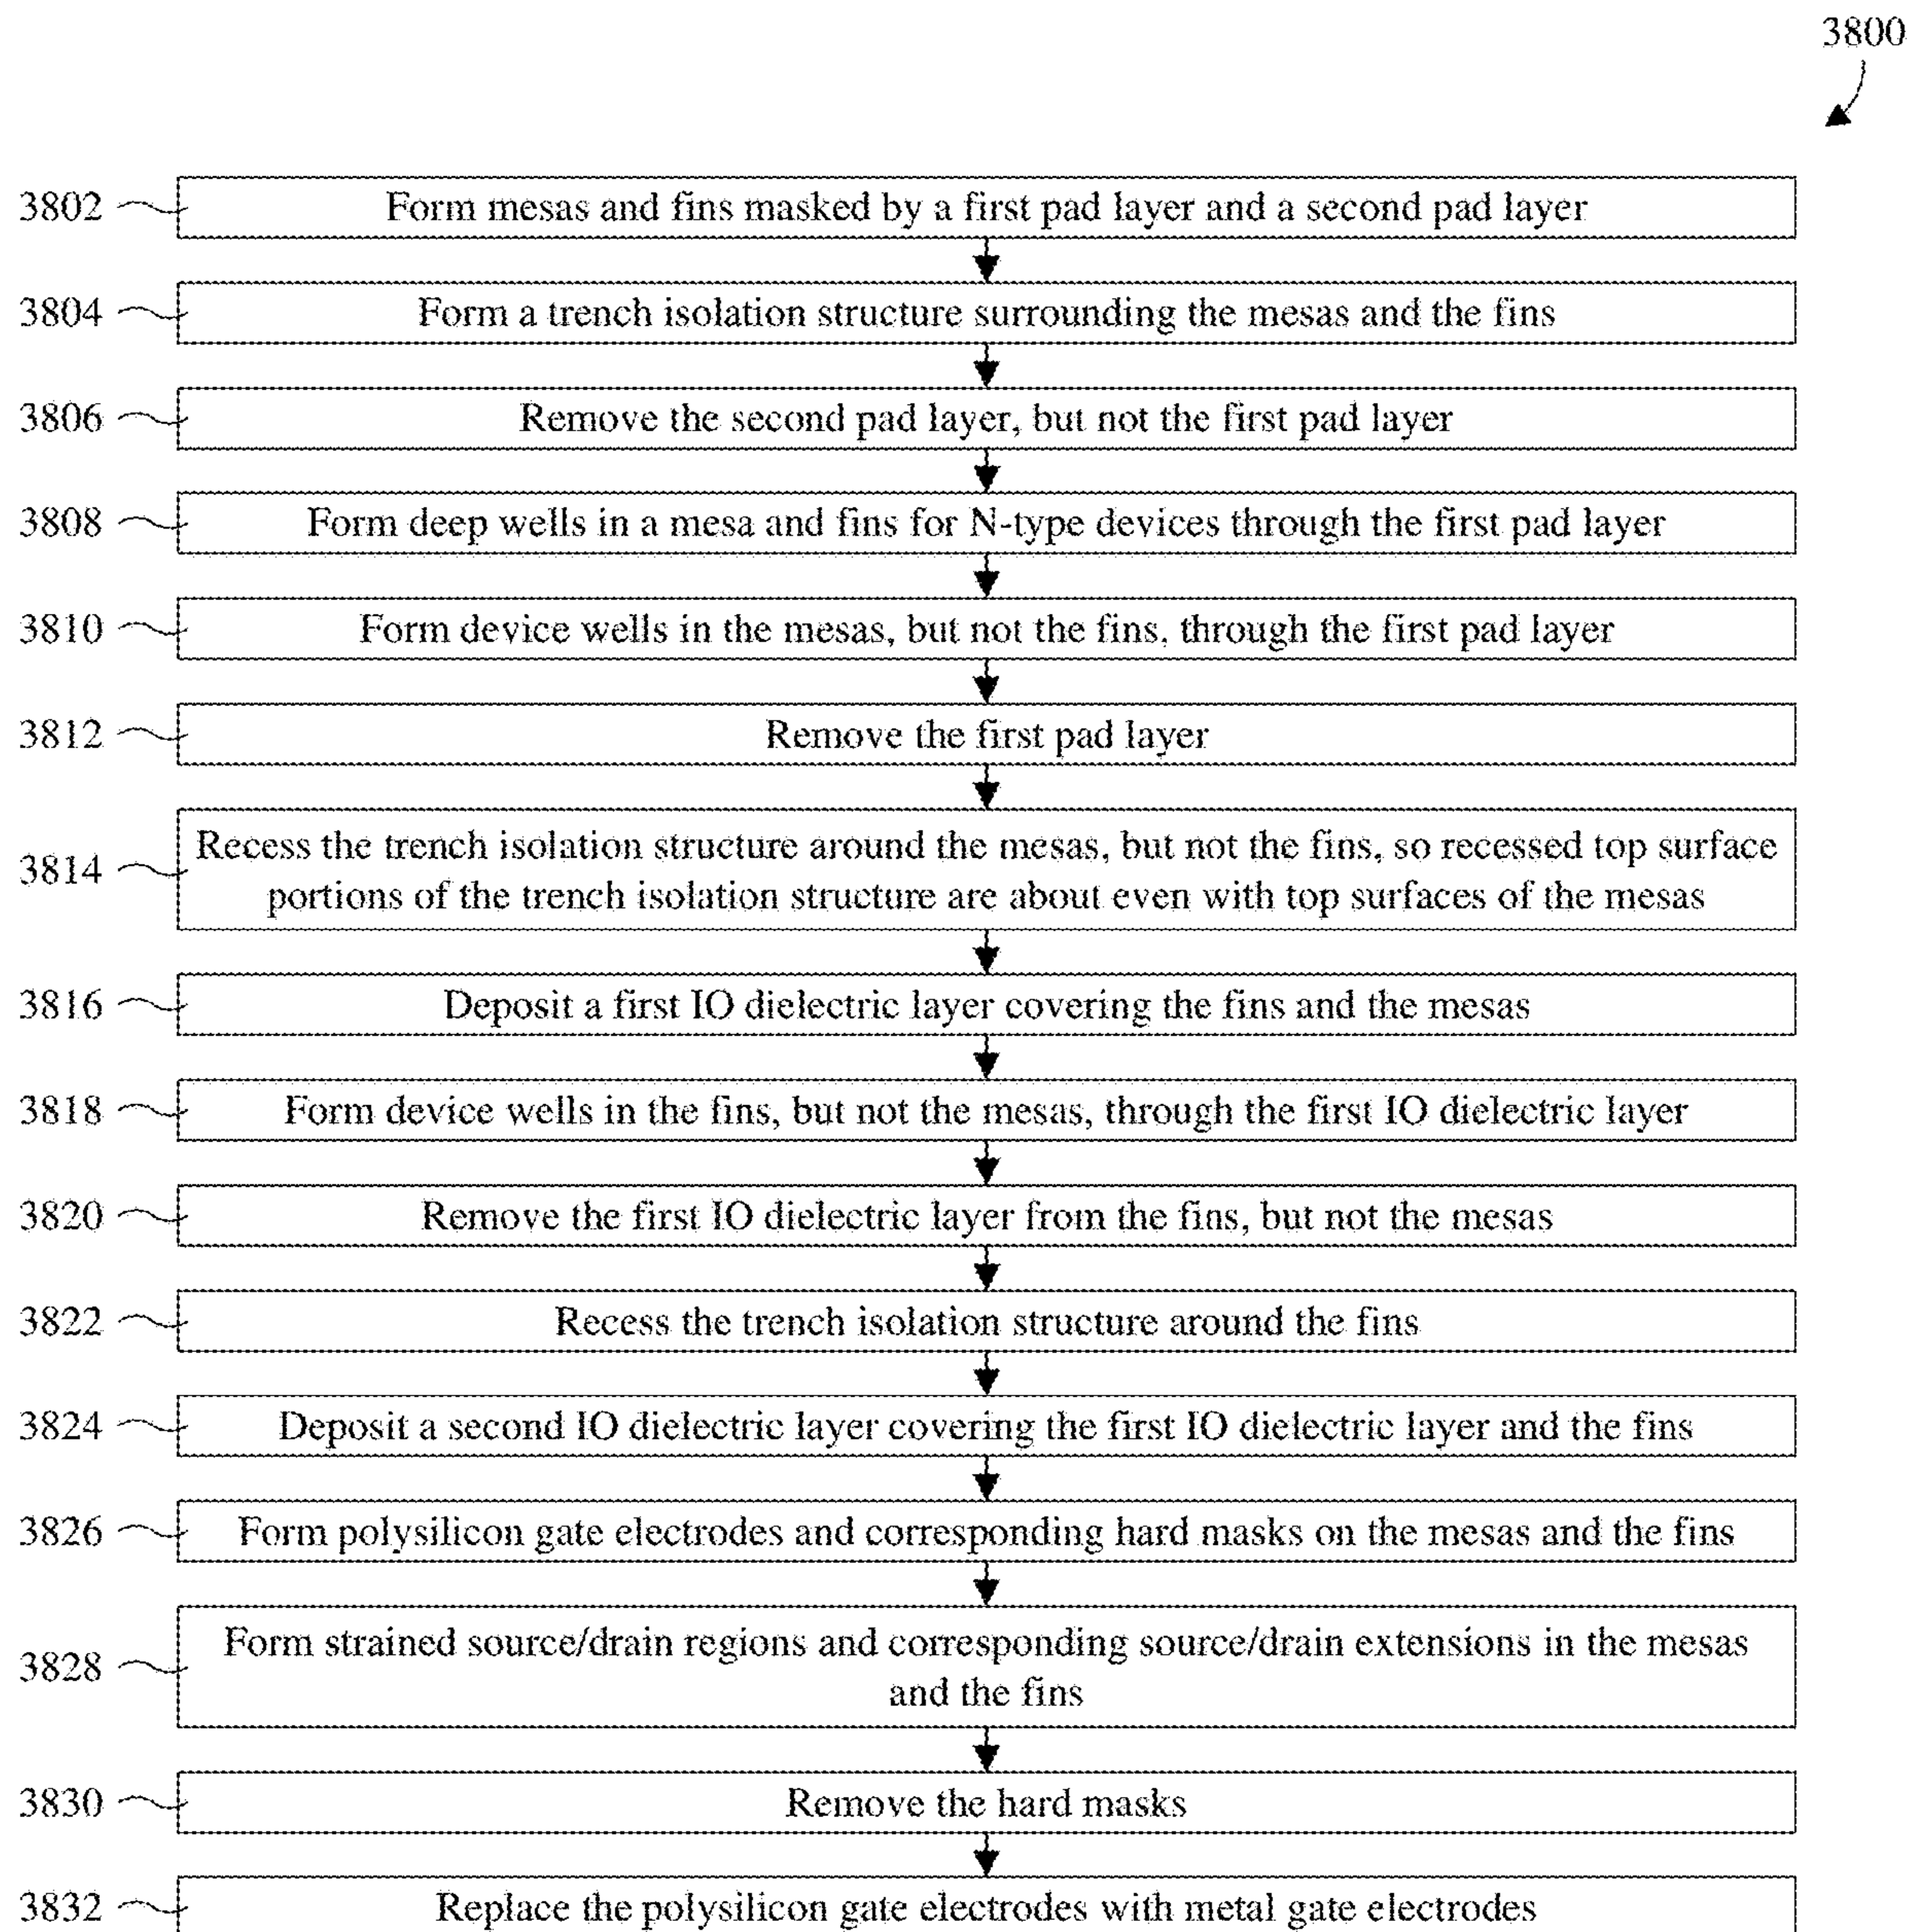 3800
3802 Form mesas and fins masked by a first pad layer and a second pad layer
3804 Form a trench isolation structure surrounding the mesas and the fins
3806 Remove the second pad layer, but not the first pad layer
3808 Form deep wells in a mesa and fins for N-type devices through the first pad layer
3810 Form device wells in the mesas, but not the fins, through the first pad layer
3812 Remove the first pad layer
3814 Recess the trench isolation structure around the mesas, but not the fins, so recessed top surface
portions of the trench isolation structure are about even with top surfaces of the mesas
3816 Deposit a first IO dielectric layer covering the fins and the mesas
3818 Form device wells in the fins, but not the mesas, through the first IO dielectric layer
3820 Remove the first IO dielectric layer from the fins, but not the mesas
3822 Recess the trench isolation structure around the fins
3824 Deposit a second IO dielectric layer covering the first IO dielectric layer and the fins
3826 Form polysilicon gate electrodes and corresponding hard masks on the mesas and the fins
3828 Form strained source/drain regions and corresponding source/drain extensions in the mesas
and the fins
3830 Remove the hard masks
3832 Replace the polysilicon gate electrodes with metal gate electrodes